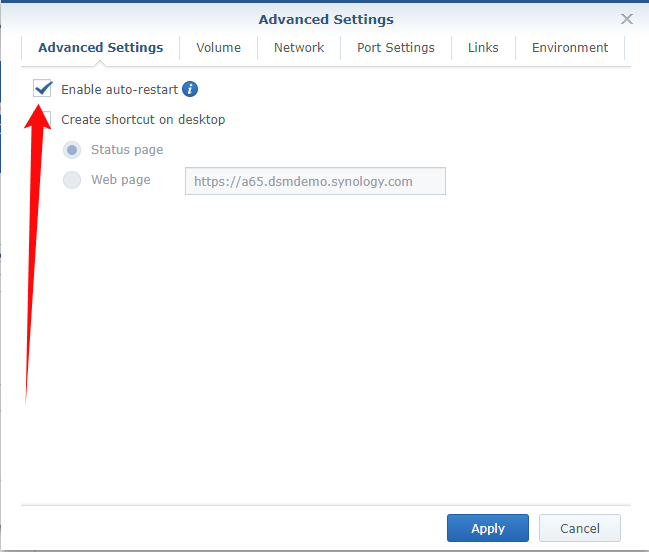 Advanced Settings
Advanced Settings Volume Network Port Settings Links Environment
Enable auto-restart i
Create shortcut on desktop
Status page
Web page https://a65.dsmdemo.synology.com
Apply Cancel